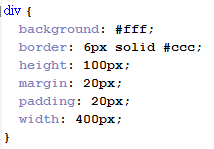 div {
background: #fff;
border: 6px solid #ccc;
height: 100px;
margin: 20px;
padding: 20px;
width: 400px;
}